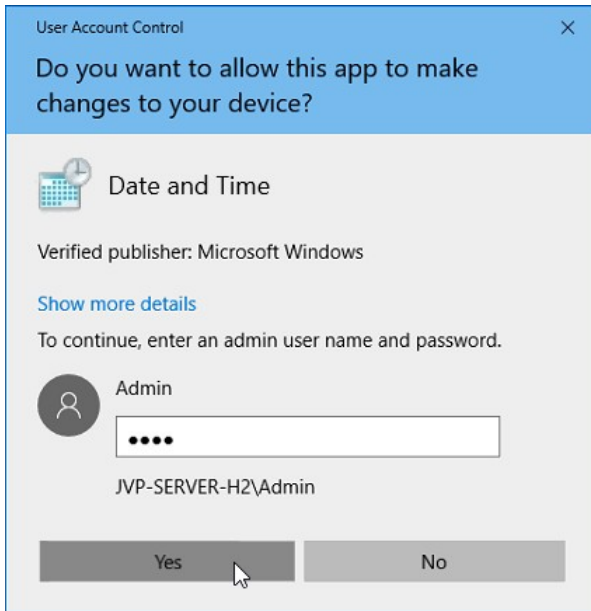 User Account Control
Do you want to allow this app to make
changes to your device?
Date and Time
Verified publisher: Microsoft Windows
Show more details
To continue, enter an admin user name and password.
Admin
••••
JVP-SERVER-H2\Admin
Yes
No